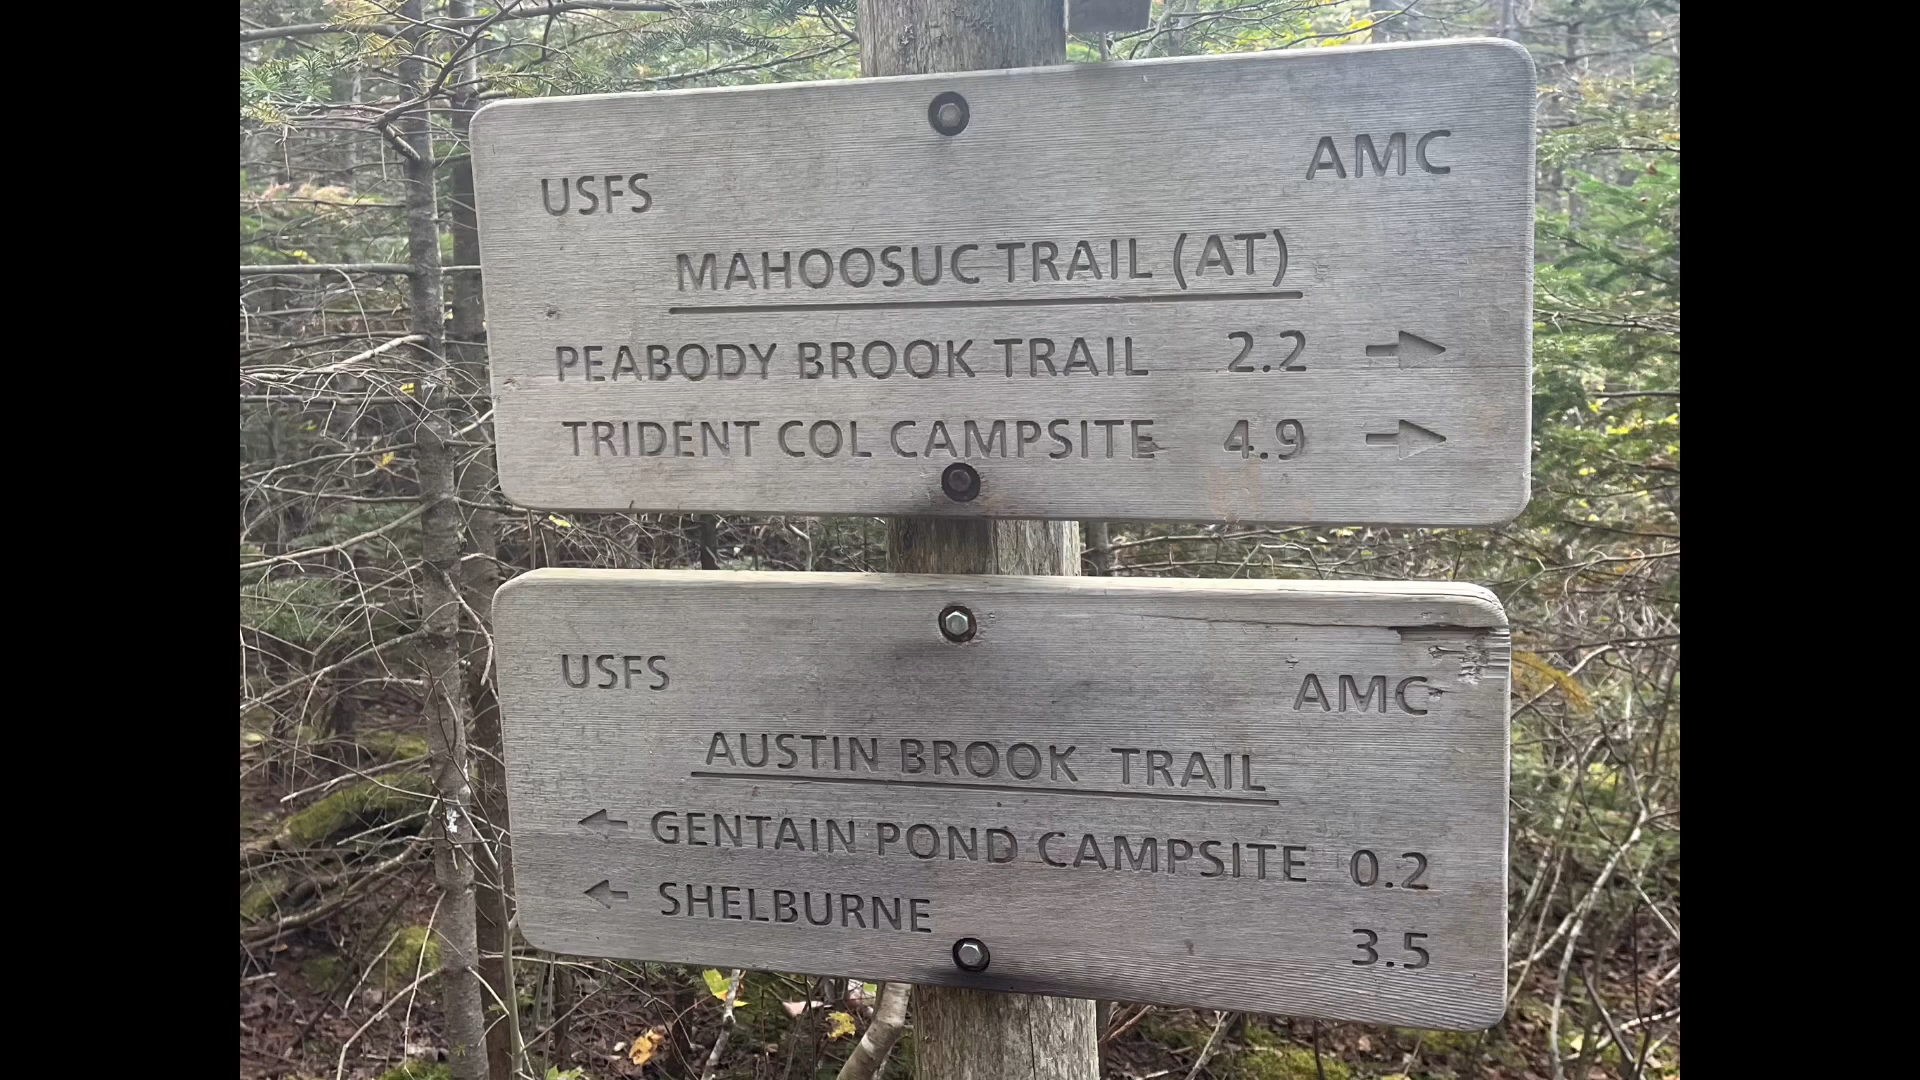 USFS AMC
MAHOOSUC TRAIL (AT)
PEABODY BROOK TRAIL 2.2 →
TRIDENT COL CAMPSITE 4.9 →
USFS AMC
AUSTIN BROOK TRAIL
← GENTAIN POND CAMPSITE 0.2
← SHELBURNE 3.5